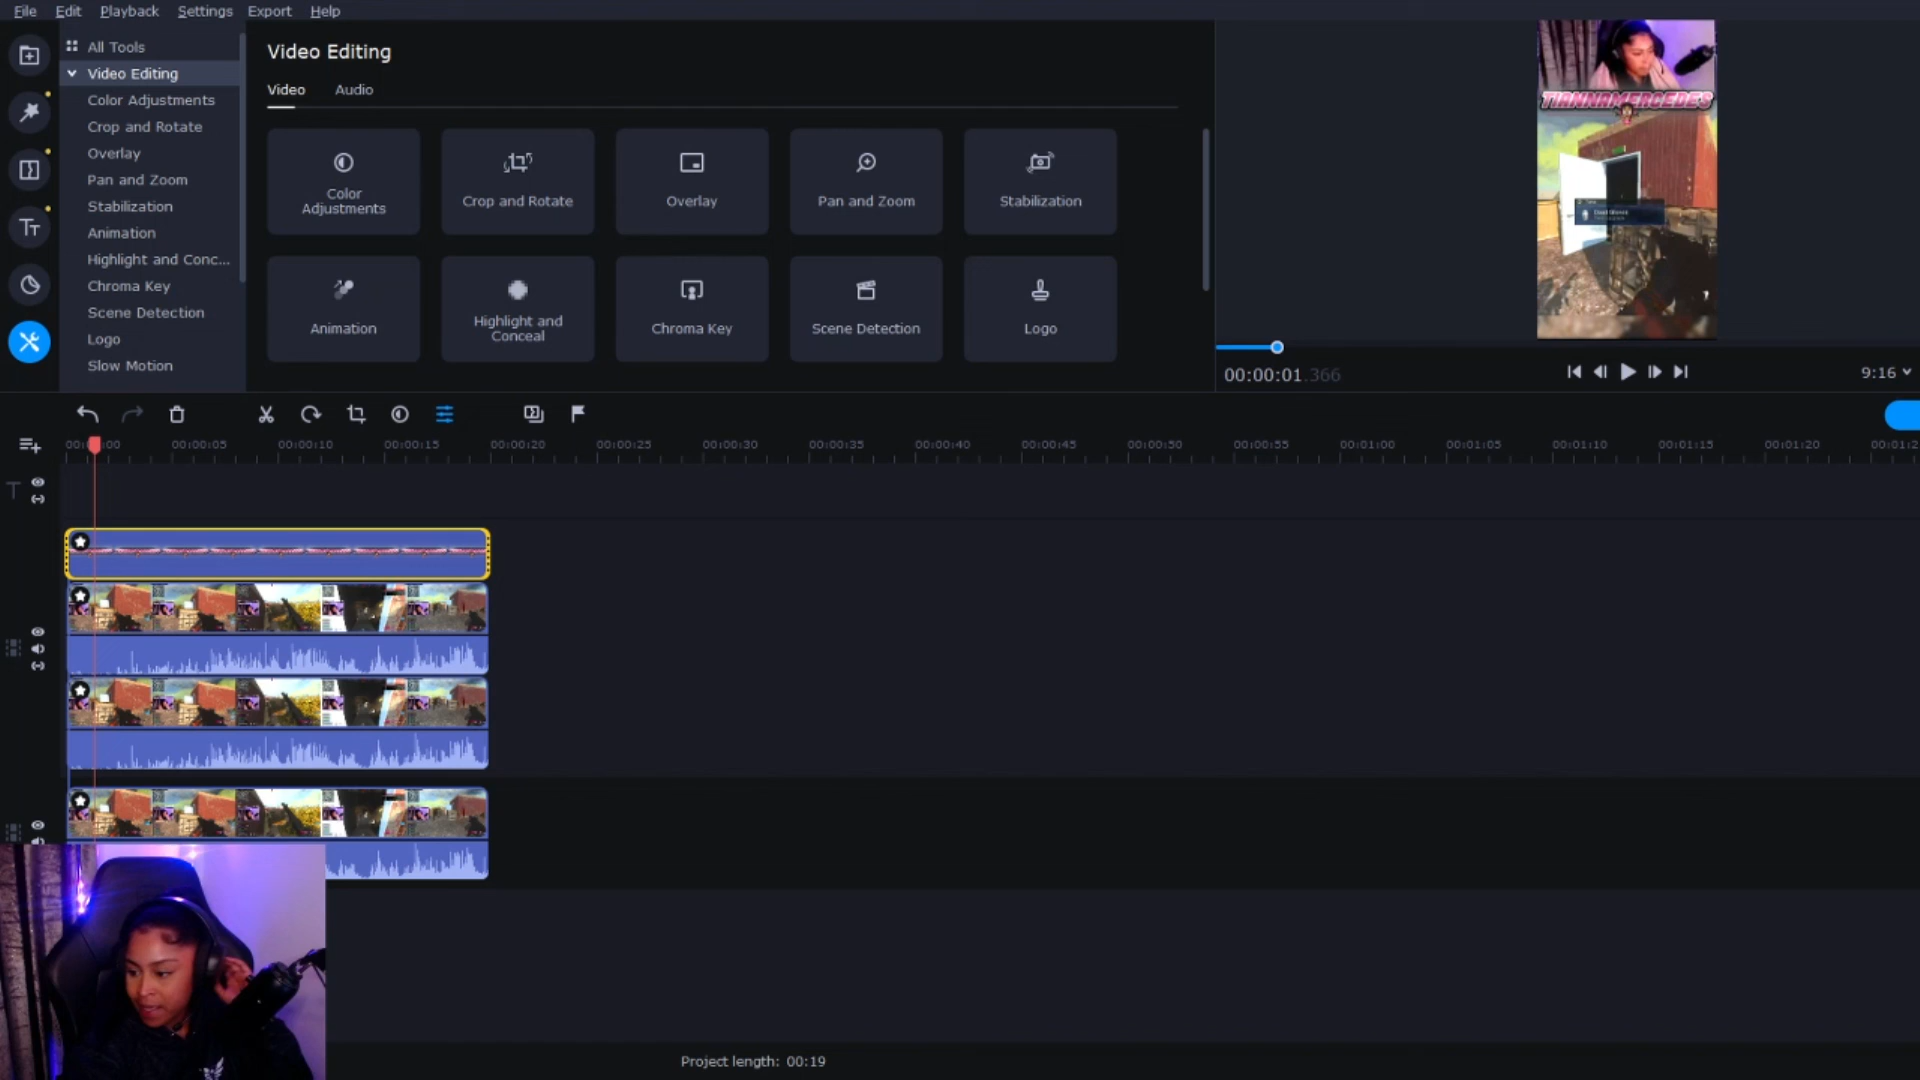 File Edit Playback Settings Export Help
All Tools
Video Editing
Color Adjustments
Crop and Rotate
Overlay
Pan and Zoom
Stabilization
Animation
Highlight and Conc...
Chroma Key
Scene Detection
Logo
Slow Motion
Video Editing
Video Audio
Color Adjustments
Crop and Rotate
Overlay
Pan and Zoom
Stabilization
Animation
Highlight and Conceal
Chroma Key
Scene Detection
Logo
TIANNAMERCEDES
00:00:01.366
9:16
00:00:05 00:00:10 00:00:15 00:00:20 00:00:25 00:00:30 00:00:35 00:00:40 00:00:45 00:00:50 00:00:55 00:01:00 00:01:05 00:01:10 00:01:15 00:01:20 00:01:2
Project length: 00:19